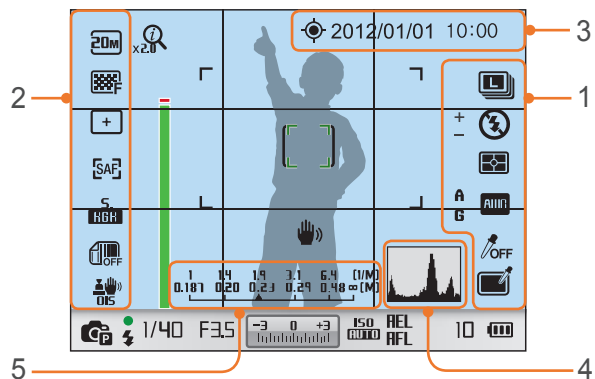 2012/01/01 10:00
3
20M
x2.0
i
2
F
L
1
+
SAF
+
-
S.
HGH
A
G
AWB
OFF
OFF
OIS
1 1.4 1.9 3.1 6.4 (1/M)
0.187 0.20 0.23 0.29 0.48 ∞ (M)
P
1/40 F3.5
-3 0 +3
ISO
AUTO
AEL
AFL
10
5
4